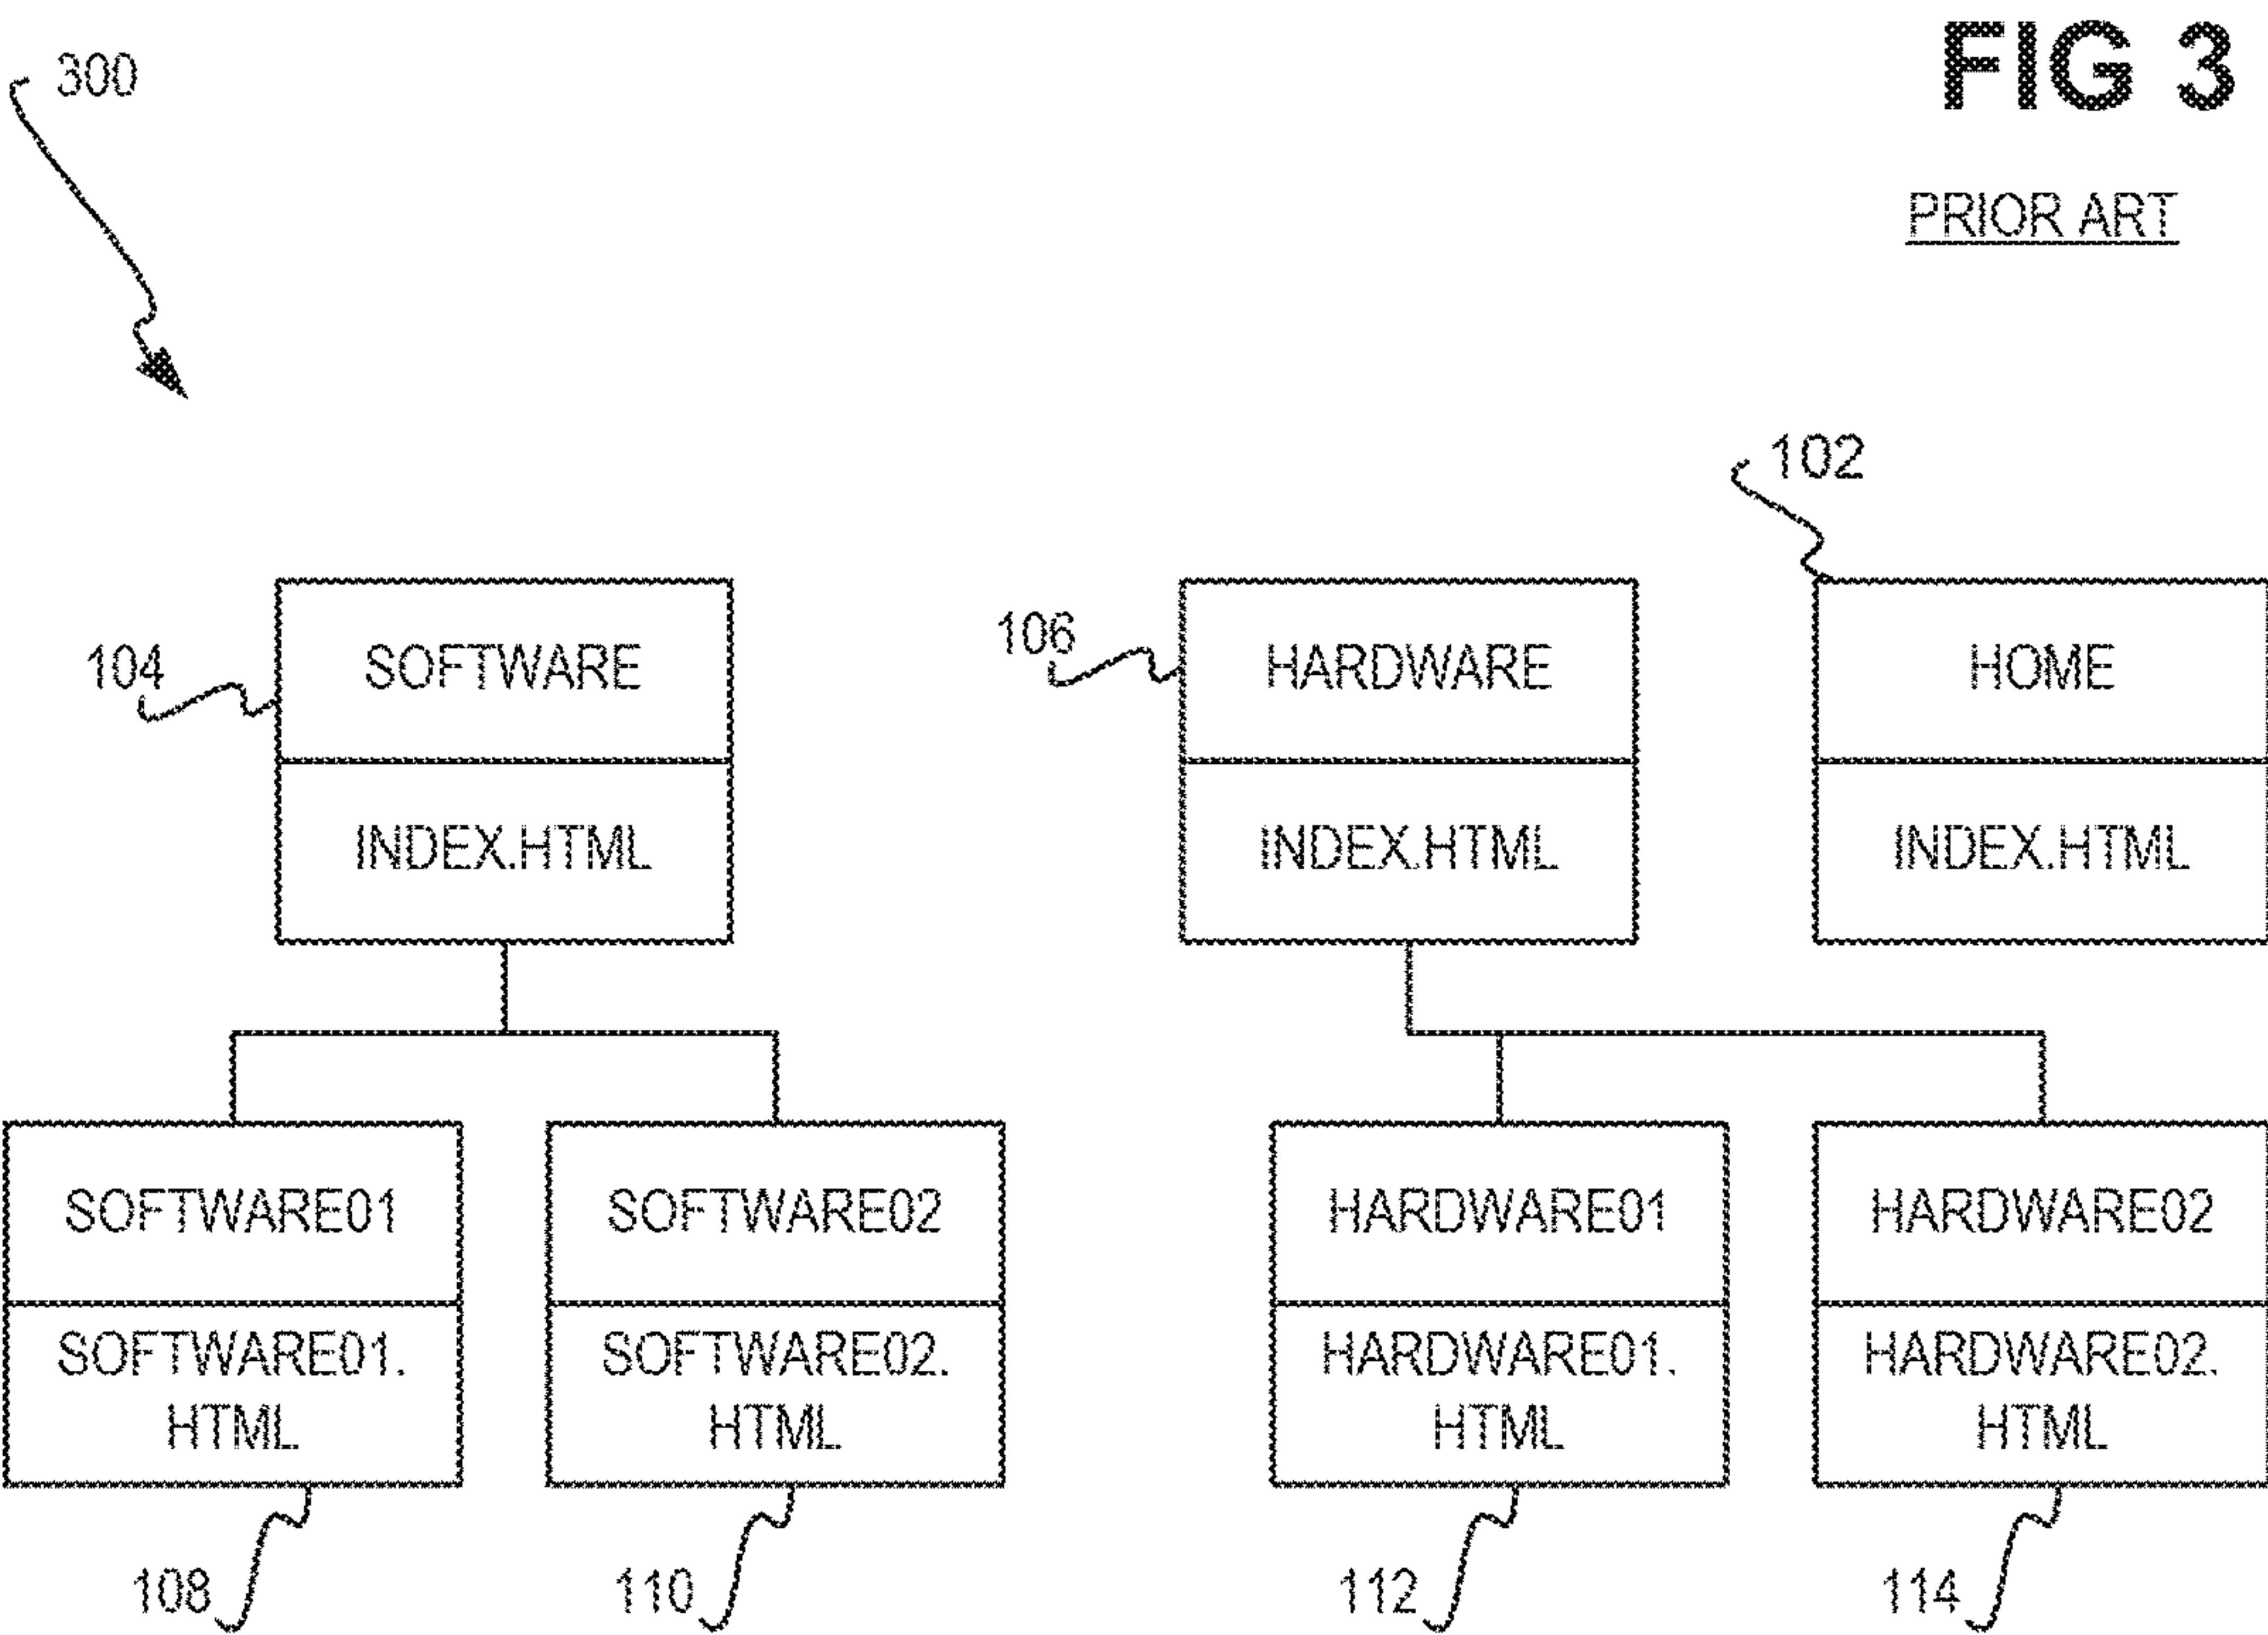 300
FIG 3
PRIOR ART
102
104
SOFTWARE
INDEX.HTML
106
HARDWARE
INDEX.HTML
HOME
INDEX.HTML
SOFTWARE01
SOFTWARE01.
HTML
SOFTWARE02
SOFTWARE02.
HTML
HARDWARE01
HARDWARE01.
HTML
HARDWARE02
HARDWARE02.
HTML
108
110
112
114